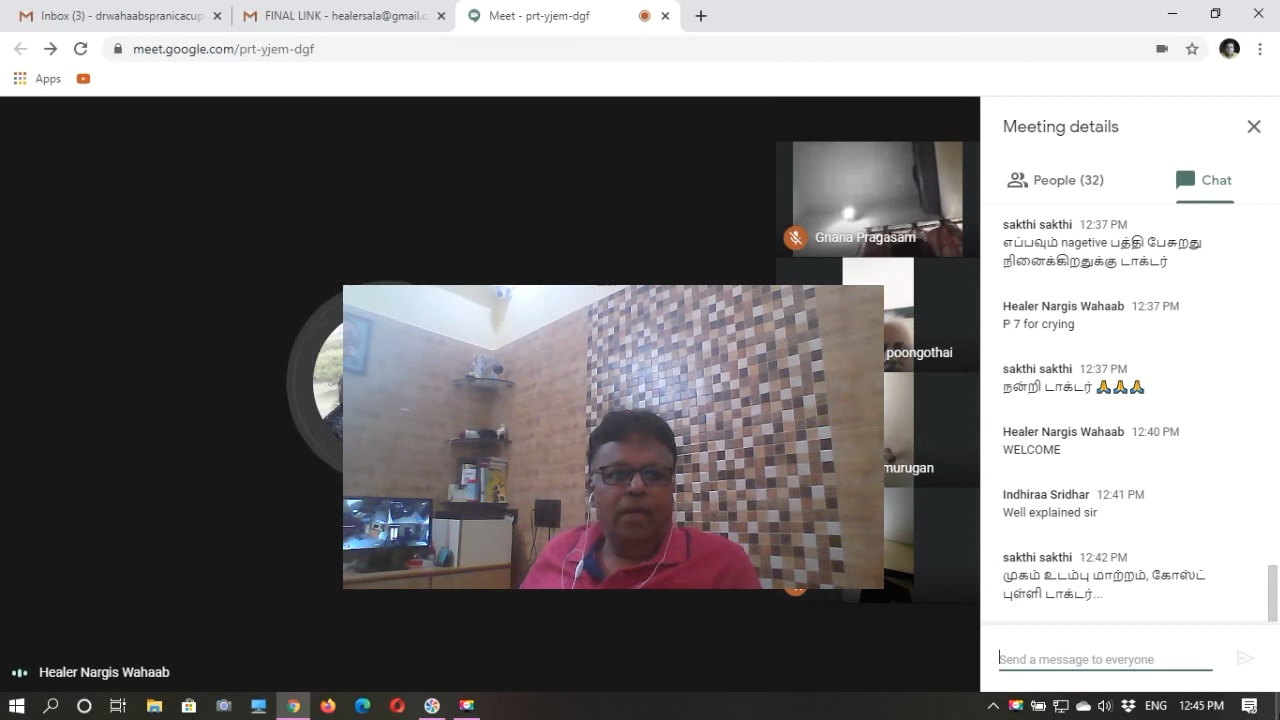 Inbox (3) - drwahaabspranicacup
FINAL LINK - healersala@gmail.c
Meet - prt-yjem-dgf
meet.google.com/prt-yjem-dgf
Apps
Meeting details
People (32)
Chat
sakthi sakthi 12:37 PM
எப்பவும் nagetive பத்தி பேசுறது
நினைக்கிறதுக்கு டாக்டர்
Healer Nargis Wahaab 12:37 PM
P 7 for crying
sakthi sakthi 12:37 PM
நன்றி டாக்டர் 🙏🙏🙏
Healer Nargis Wahaab 12:40 PM
WELCOME
Indhiraa Sridhar 12:41 PM
Well explained sir
sakthi sakthi 12:42 PM
முகம் உடம்பு மாற்றம், கோஸ்ட்
புள்ளி டாக்டர்...
Send a message to everyone
Gnana Pragasam
poongothai
murugan
Healer Nargis Wahaab
ENG 12:45 PM